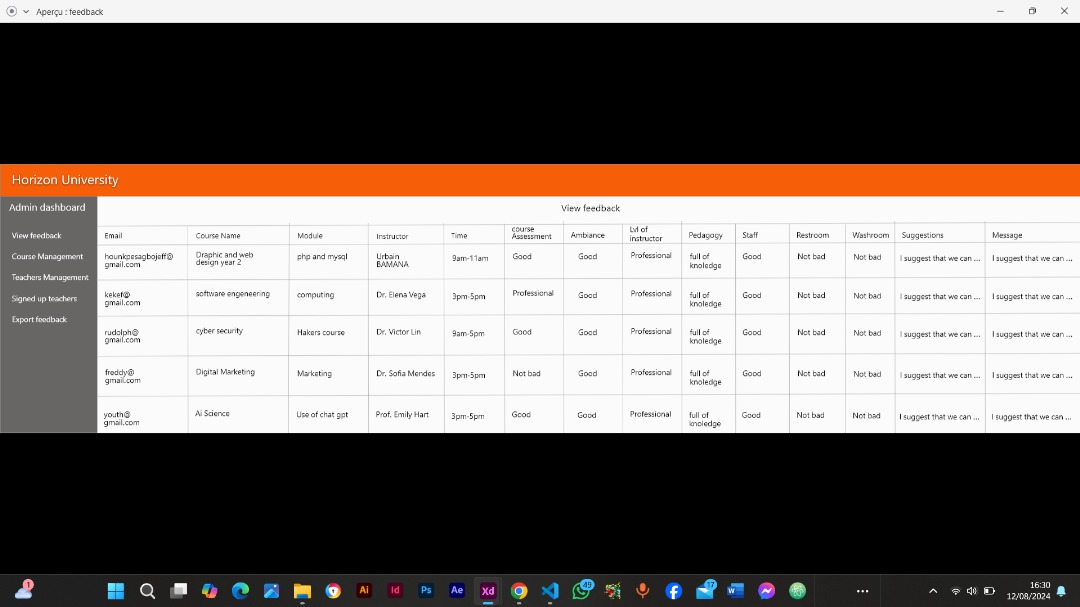 Aperçu : feedback
Horizon University
Admin dashboard
View feedback
View feedback
Course Management
Teachers Management
Signed up teachers
Export feedback
Email Course Name Module Instructor Time course Assessment Ambiance Lvl of instructor Pedagogy Staff Restroom Washroom Suggestions Message
hounkpesagbojeff@gmail.com Draphic and web design year 2 php and mysql Urbain BAMANA 9am-11am Good Good Professional full of knoledge Good Not bad Not bad I suggest that we can ... I suggest that we can ...
kekef@gmail.com software engeneering computing Dr. Elena Vega 3pm-5pm Professional Good Professional full of knoledge Good Not bad Not bad I suggest that we can ... I suggest that we can ...
rudolph@gmail.com cyber security Hakers course Dr. Victor Lin 9am-5pm Good Good Professional full of knoledge Good Not bad Not bad I suggest that we can ... I suggest that we can ...
freddy@gmail.com Digital Marketing Marketing Dr. Sofia Mendes 3pm-5pm Not bad Good Professional full of knoledge Good Not bad Not bad I suggest that we can ... I suggest that we can ...
youth@gmail.com Ai Science Use of chat gpt Prof. Emily Hart 3pm-5pm Good Good Professional full of knoledge Good Not bad Not bad I suggest that we can ... I suggest that we can ...
1
Ai Id Ps Ae Xd 49 17
16:30
12/08/2024